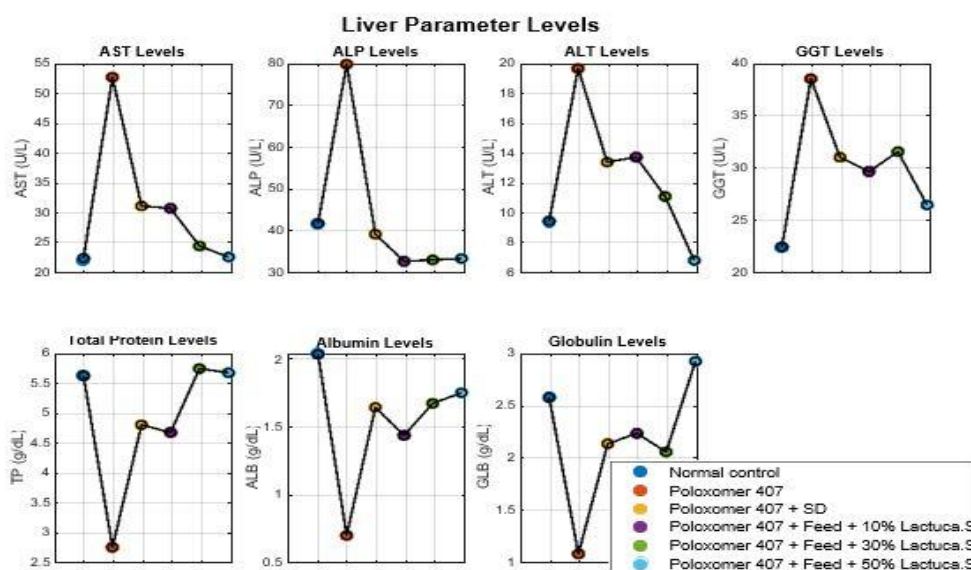 Liver Parameter Levels
AST Levels
ALP Levels
ALT Levels
GGT Levels
AST (U/L)
55
50
45
40
35
30
25
20
ALP (U/L)
80
70
60
50
40
30
ALT (U/L)
20
18
16
14
12
10
8
6
GGT (U/L)
40
35
30
25
20
Total Protein Levels
Albumin Levels
Globulin Levels
TP (g/dL)
6
5.5
5
4.5
4
3.5
3
2.5
ALB (g/dL)
2
1.5
1
0.5
GLB (g/dL)
3
2.5
2
1.5
1
Normal control
Poloxomer 407
Poloxomer 407 + SD
Poloxomer 407 + Feed + 10% Lactuca.S
Poloxomer 407 + Feed + 30% Lactuca.S
Poloxomer 407 + Feed + 50% Lactuca.S